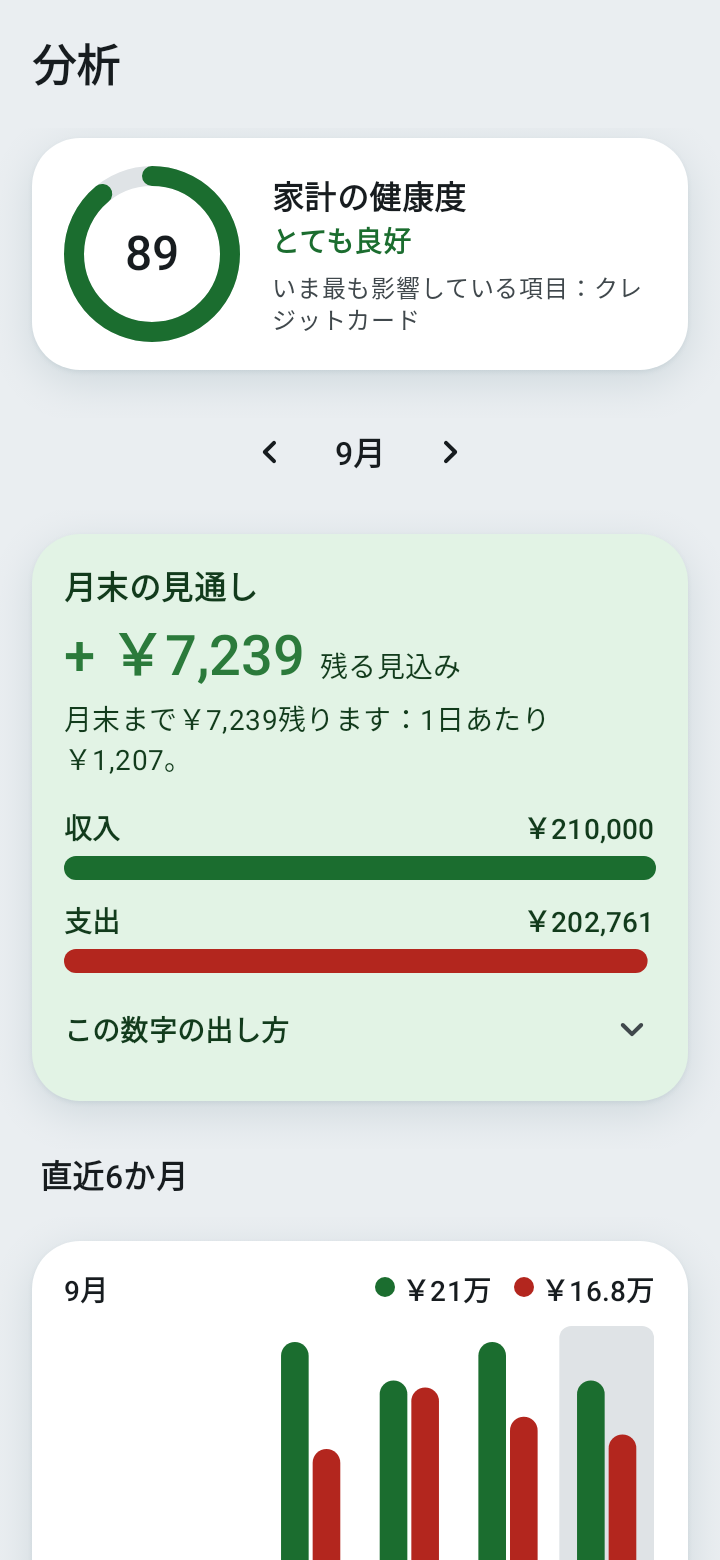 分析
89
家計の健康度
とても良好
いま最も影響している項目：クレ
ジットカード
9月
月末の見通し
+ ￥7,239 残る見込み
月末まで￥7,239残ります：1日あたり
￥1,207。
収入 ￥210,000
支出 ￥202,761
この数字の出し方
直近6か月
9月 ￥21万 ￥16.8万